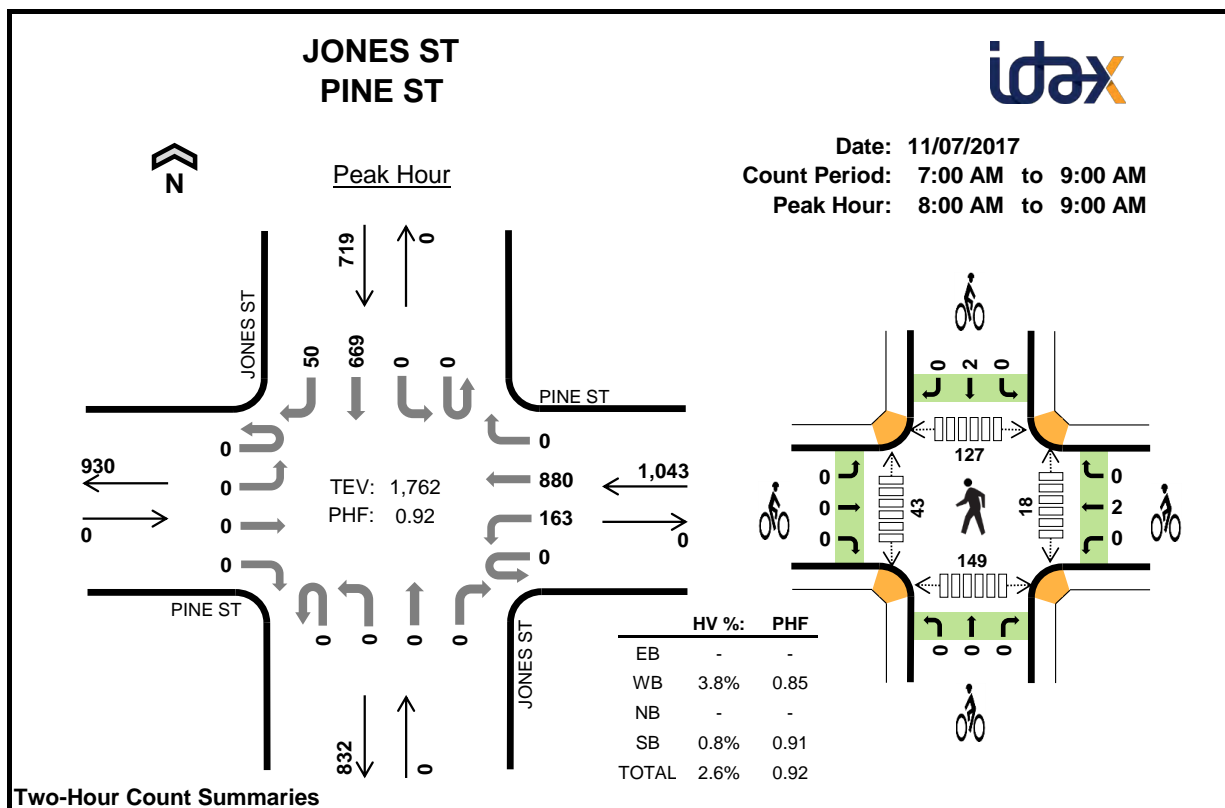 JONES ST
PINE ST
idax
Date: 11/07/2017
Count Period: 7:00 AM to 9:00 AM
Peak Hour: 8:00 AM to 9:00 AM
N
Peak Hour
719
0
JONES ST
50
669
0
0
PINE ST
0
880
163
0
1,043
0
930
0
0
0
0
0
TEV: 1,762
PHF: 0.92
PINE ST
0
0
0
0
JONES ST
832
0
HV %: PHF
EB - -
WB 3.8% 0.85
NB - -
SB 0.8% 0.91
TOTAL 2.6% 0.92
0
2
0
127
0
0
0
43
18
0
2
0
149
0
0
0
Two-Hour Count Summaries